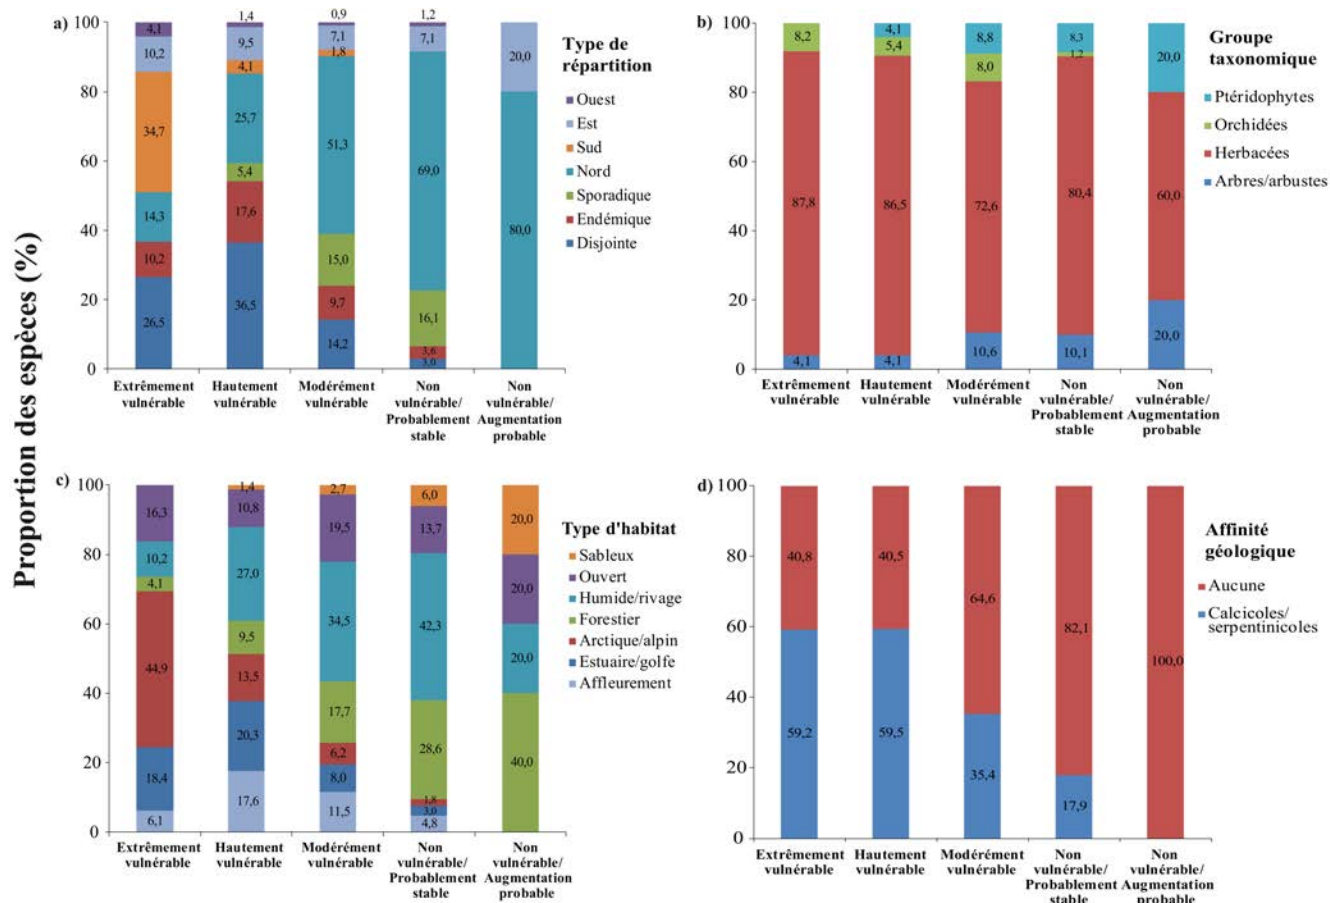 Proportion des espèces (%)
a)
100
80
60
40
20
0
4,1
10,2
34,7
14,3
10,2
26,5
1,4
9,5
4,1
25,7
5,4
17,6
36,5
0,9
7,1
1,8
51,3
15,0
9,7
14,2
1,2
7,1
69,0
16,1
3,6
3,0
20,0
80,0
Extrêmement
vulnérable
Hautement
vulnérable
Modérément
vulnérable
Non
vulnérable/
Probablement
stable
Non
vulnérable/
Augmentation
probable
Type de
répartition
Ouest
Est
Sud
Nord
Sporadique
Endémique
Disjointe
b)
100
80
60
40
20
0
8,2
87,8
4,1
4,1
5,4
86,5
4,1
8,8
8,0
72,6
10,6
8,3
1,2
80,4
10,1
20,0
60,0
20,0
Extrêmement
vulnérable
Hautement
vulnérable
Modérément
vulnérable
Non
vulnérable/
Probablement
stable
Non
vulnérable/
Augmentation
probable
Groupe
taxonomique
Ptéridophytes
Orchidées
Herbacées
Arbres/arbustes
c)
100
80
60
40
20
0
16,3
10,2
4,1
44,9
18,4
6,1
1,4
10,8
27,0
9,5
13,5
20,3
17,6
2,7
19,5
34,5
17,7
6,2
8,0
11,5
6,0
13,7
42,3
28,6
1,8
3,0
4,8
20,0
20,0
20,0
40,0
Extrêmement
vulnérable
Hautement
vulnérable
Modérément
vulnérable
Non
vulnérable/
Probablement
stable
Non
vulnérable/
Augmentation
probable
Type d'habitat
Sableux
Ouvert
Humide/rivage
Forestier
Arctique/alpin
Estuaire/golfe
Affleurement
d)
100
80
60
40
20
0
40,8
59,2
40,5
59,5
64,6
35,4
82,1
17,9
100,0
Extrêmement
vulnérable
Hautement
vulnérable
Modérément
vulnérable
Non
vulnérable/
Probablement
stable
Non
vulnérable/
Augmentation
probable
Affinité
géologique
Aucune
Calcicoles/
serpentinicoles